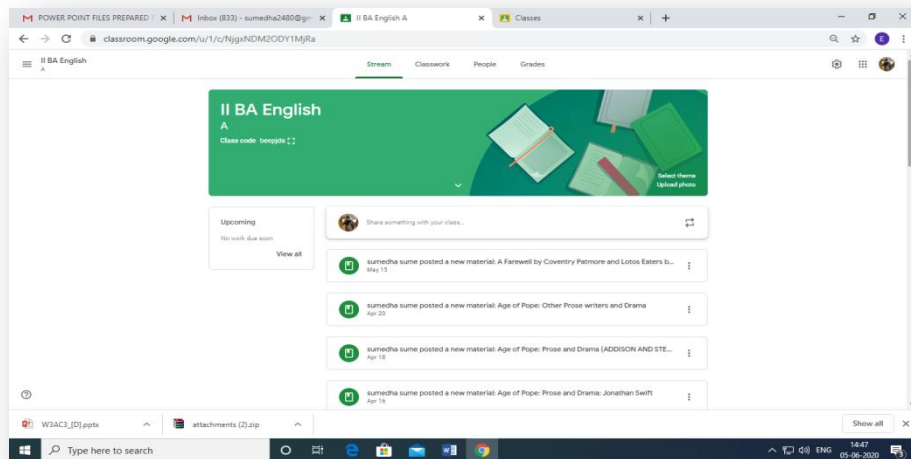 POWER POINT FILES PREPARED
Inbox (833) - sumedha2480@gm
II BA English A
Classes
classroom.google.com/u/1/c/NjgxNDM2ODY1MjRa
E
II BA English
A
Stream Classwork People Grades
II BA English
A
Class code beepjda
Select theme
Upload photo
Upcoming
No work due soon
View all
Share something with your class...
sumedha sume posted a new material: A Farewell by Coventry Patmore and Lotos Eaters b...
May 15
sumedha sume posted a new material: Age of Pope: Other Prose writers and Drama
Apr 20
sumedha sume posted a new material: Age of Pope: Prose and Drama (ADDISON AND STE...
Apr 18
sumedha sume posted a new material: Age of Pope: Prose and Drama: Jonathan Swift
Apr 16
W3AC3_[D].pptx
attachments (2).zip
Show all
Type here to search
ENG
14:47
05-06-2020